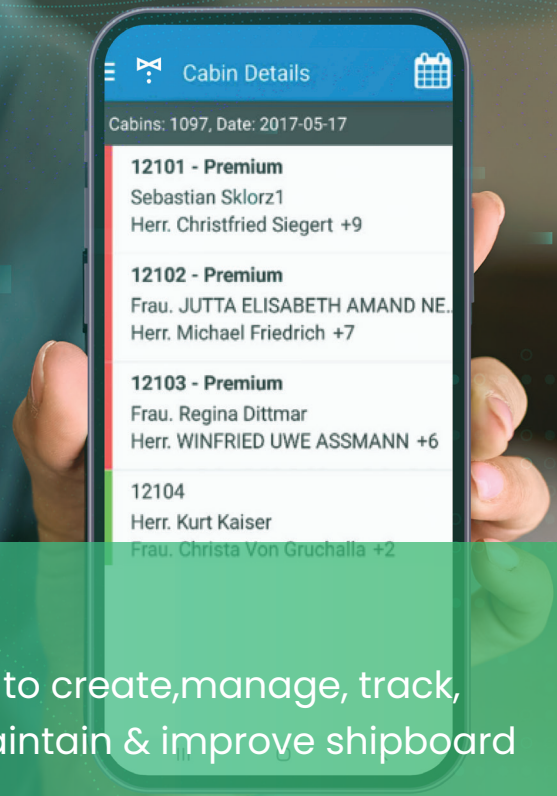 Cabin Details
Cabins: 1097, Date: 2017-05-17
12101 - Premium
Sebastian Sklorz1
Herr. Christfried Siegert +9
12102 - Premium
Frau. JUTTA ELISABETH AMAND NE..
Herr. Michael Friedrich +7
12103 - Premium
Frau. Regina Dittmar
Herr. WINFRIED UWE ASSMANN +6
12104
Herr. Kurt Kaiser
Frau. Christa Von Gruchalla +2
to create,manage, track,
aintain & improve shipboard